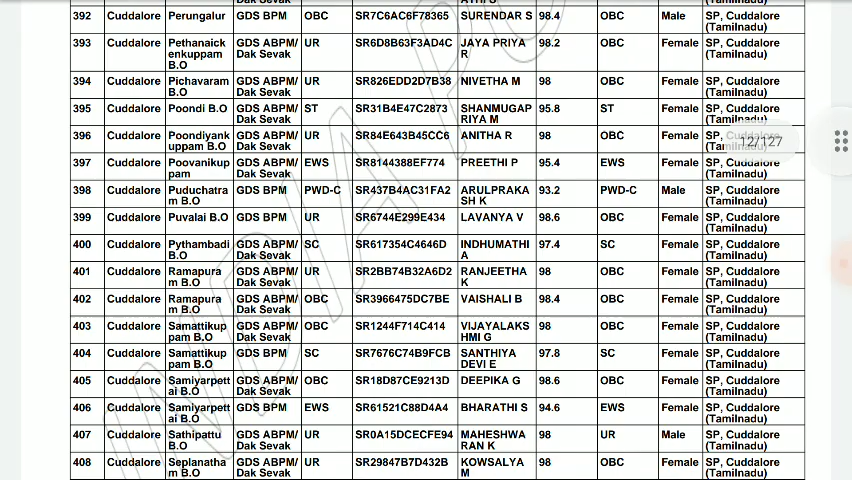 Dak Sevak
392 Cuddalore Perungalur GDS BPM OBC SR7C6AC6F78365 SURENDAR S 98.4 OBC Male SP, Cuddalore
(Tamilnadu)
393 Cuddalore Pethanaick GDS ABPM/ UR SR6D8B63F3AD4C JAYA PRIYA 98.2 OBC Female SP, Cuddalore
enkuppam Dak Sevak R (Tamilnadu)
B.O
394 Cuddalore Pichavaram GDS ABPM/ UR SR826EDD2D7B38 NIVETHA M 98 OBC Female SP, Cuddalore
B.O Dak Sevak (Tamilnadu)
395 Cuddalore Poondi B.O GDS ABPM/ ST SR31B4E47C2873 SHANMUGAP 95.8 ST Female SP, Cuddalore
Dak Sevak RIYA M (Tamilnadu)
396 Cuddalore Poondiyank GDS ABPM/ UR SR84E643B45CC6 ANITHA R 98 OBC Female SP, Cuddalore
uppam B.O Dak Sevak (Tamilnadu)
12/127
397 Cuddalore Poovanikup GDS ABPM/ EWS SR8144388EF774 PREETHI P 95.4 EWS Female SP, Cuddalore
pam Dak Sevak (Tamilnadu)
398 Cuddalore Puduchatra GDS BPM PWD-C SR437B4AC31FA2 ARULPRAKA 93.2 PWD-C Male SP, Cuddalore
m B.O SH K (Tamilnadu)
399 Cuddalore Puvalai B.O GDS BPM UR SR6744E299E434 LAVANYA V 98.6 OBC Female SP, Cuddalore
(Tamilnadu)
400 Cuddalore Pythambadi GDS ABPM/ SC SR617354C4646D INDHUMATHI 97.4 SC Female SP, Cuddalore
B.O Dak Sevak A (Tamilnadu)
401 Cuddalore Ramapura GDS ABPM/ UR SR2BB74B32A6D2 RANJEETHA 98 OBC Female SP, Cuddalore
m B.O Dak Sevak K (Tamilnadu)
402 Cuddalore Ramapura GDS BPM OBC SR3966475DC7BE VAISHALI B 98.4 OBC Female SP, Cuddalore
m B.O (Tamilnadu)
403 Cuddalore Samattikup GDS ABPM/ OBC SR1244F714C414 VIJAYALAKS 98 OBC Female SP, Cuddalore
pam B.O Dak Sevak HMI G (Tamilnadu)
404 Cuddalore Samattikup GDS BPM SC SR7676C74B9FCB SANTHIYA 97.8 SC Female SP, Cuddalore
pam B.O DEVI E (Tamilnadu)
405 Cuddalore Samiyarpett GDS ABPM/ OBC SR18D87CE9213D DEEPIKA G 98.6 OBC Female SP, Cuddalore
ai B.O Dak Sevak (Tamilnadu)
406 Cuddalore Samiyarpett GDS BPM EWS SR61521C88D4A4 BHARATHI S 94.6 EWS Female SP, Cuddalore
ai B.O (Tamilnadu)
407 Cuddalore Sathipattu GDS ABPM/ UR SR0A15DCECFE94 MAHESHWA 98 UR Male SP, Cuddalore
B.O Dak Sevak RAN K (Tamilnadu)
408 Cuddalore Seplanatha GDS ABPM/ UR SR29847B7D432B KOWSALYA 98 OBC Female SP, Cuddalore
m B.O Dak Sevak M (Tamilnadu)